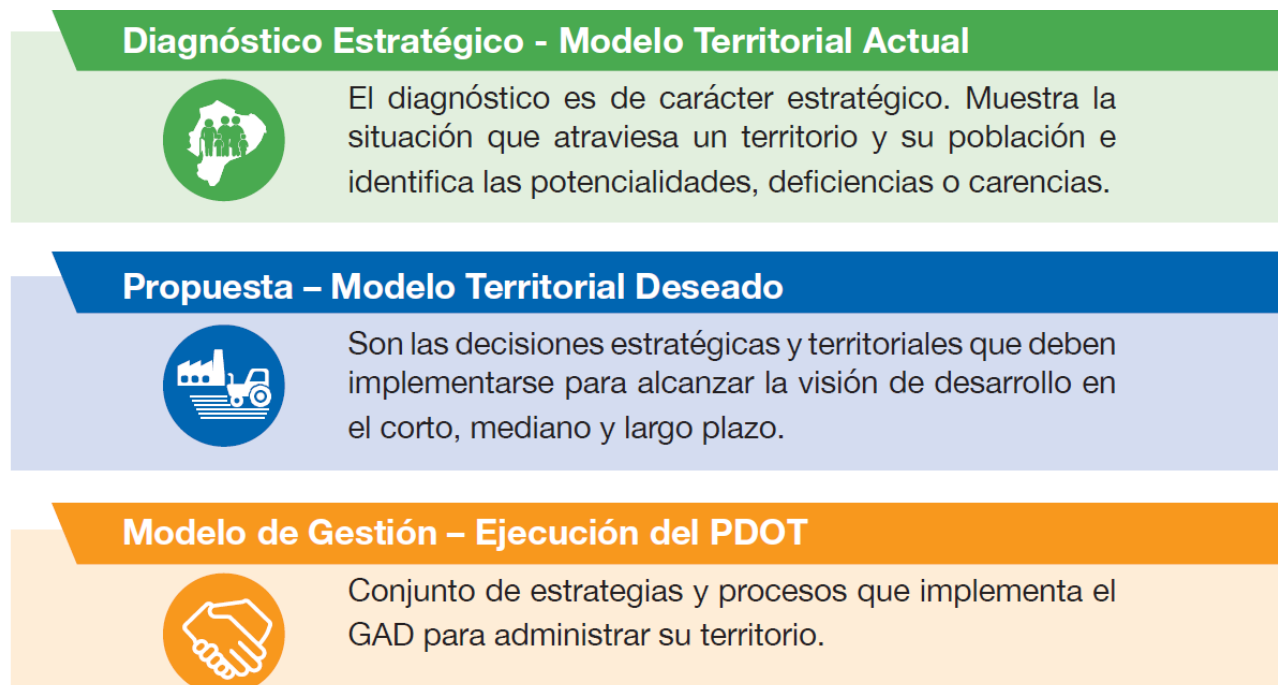 Diagnóstico Estratégico - Modelo Territorial Actual
El diagnóstico es de carácter estratégico. Muestra la
situación que atraviesa un territorio y su población e
identifica las potencialidades, deficiencias o carencias.
Propuesta – Modelo Territorial Deseado
Son las decisiones estratégicas y territoriales que deben
implementarse para alcanzar la visión de desarrollo en
el corto, mediano y largo plazo.
Modelo de Gestión – Ejecución del PDOT
Conjunto de estrategias y procesos que implementa el
GAD para administrar su territorio.